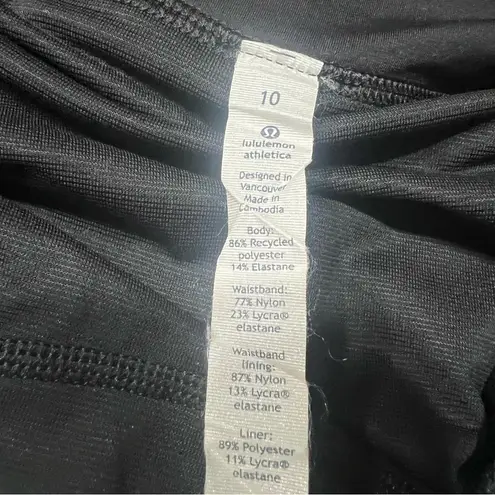 10
lululemon
athletica
Designed in
Vancouver
Made in
Cambodia
Body:
86% Recycled
polyester
14% Elastane
Waistband:
77% Nylon
23% Lycra®
elastane
Waistband
lining:
87% Nylon
13% Lycra®
elastane
Liner:
89% Polyester
11% Lycra®
elastane